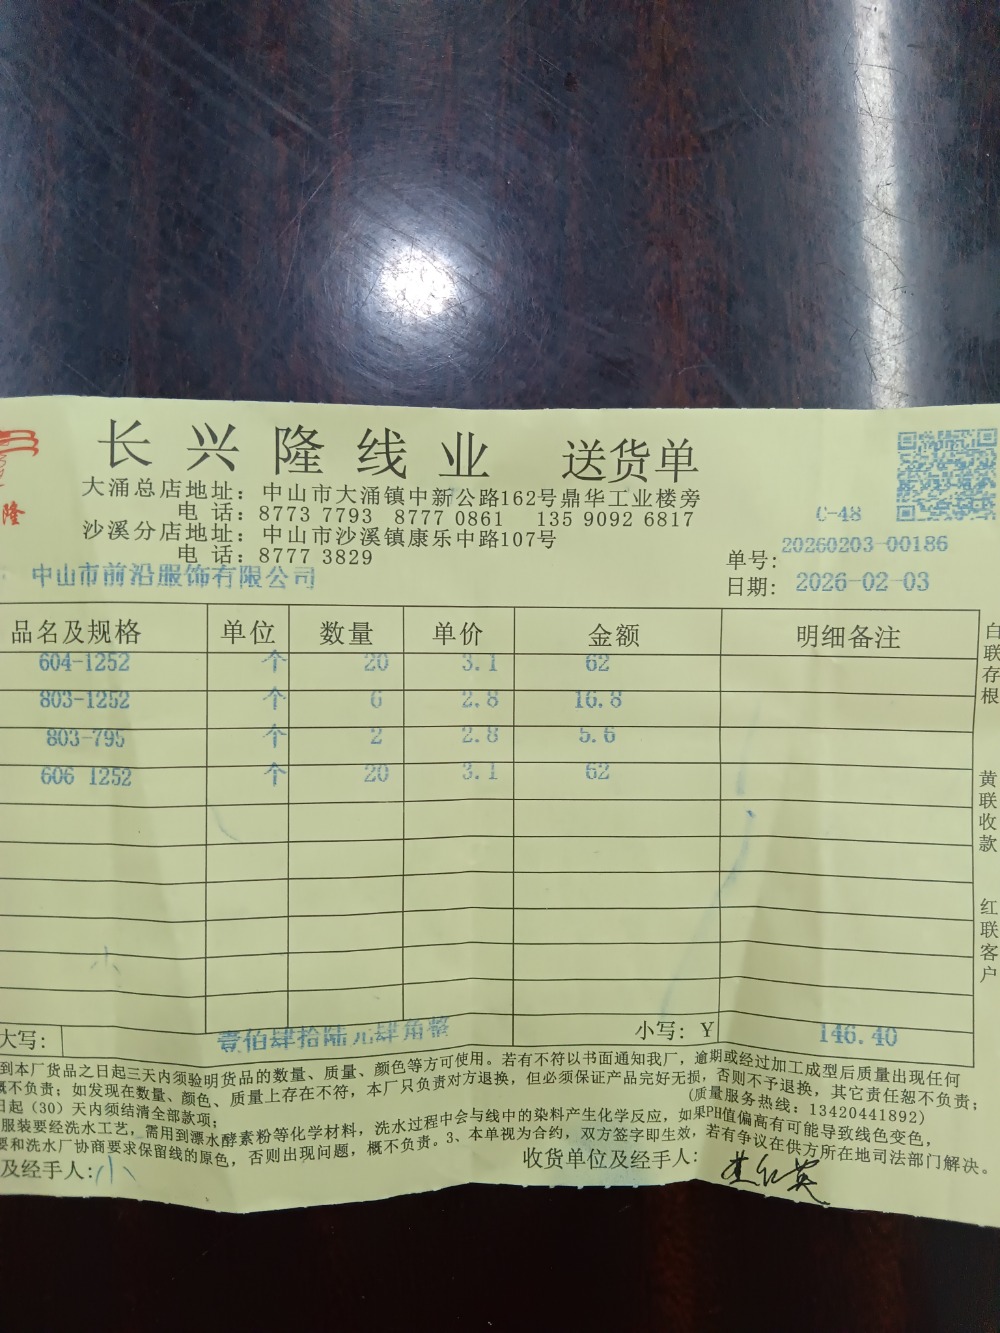 长兴隆线业 送货单
隆
大涌总店地址：中山市大涌镇中新公路162号鼎华工业楼旁
电 话：8773 7793 8777 0861 135 9092 6817
沙溪分店地址：中山市沙溪镇康乐中路107号
电 话：8777 3829
C-48
单号：20260203-00186
日期：2026-02-03
：中山市前沿服饰有限公司
品名及规格 单位 数量 单价 金额 明细备注
604-1252 个 20 3.1 62
803-1252 个 6 2.8 16.8
803-795 个 2 2.8 5.6
606 1252 个 20 3.1 62
白联存根
黄联收款
红联客户
大写： 壹佰肆拾陆元肆角整 小写：Y 146.40
到本厂货品之日起三天内须验明货品的数量、质量、颜色等方可使用。若有不符以书面通知我厂，逾期或经过加工成型后质量出现任何
概不负责；如发现在数量、颜色、质量上存在不符，本厂只负责对方退换，但必须保证产品完好无损，否则不予退换，其它责任恕不负责；
日起（30）天内须结清全部款项； (质量服务热线：13420441892)
服装要经洗水工艺，需用到漂水酵素粉等化学材料，洗水过程中会与线中的染料产生化学反应，如果PH值偏高有可能导致线色变色，
要和洗水厂协商要求保留线的原色，否则出现问题，概不负责。3、本单视为合约，双方签字即生效，若有争议在供方所在地司法部门解决。
及经手人： 小 收货单位及经手人：